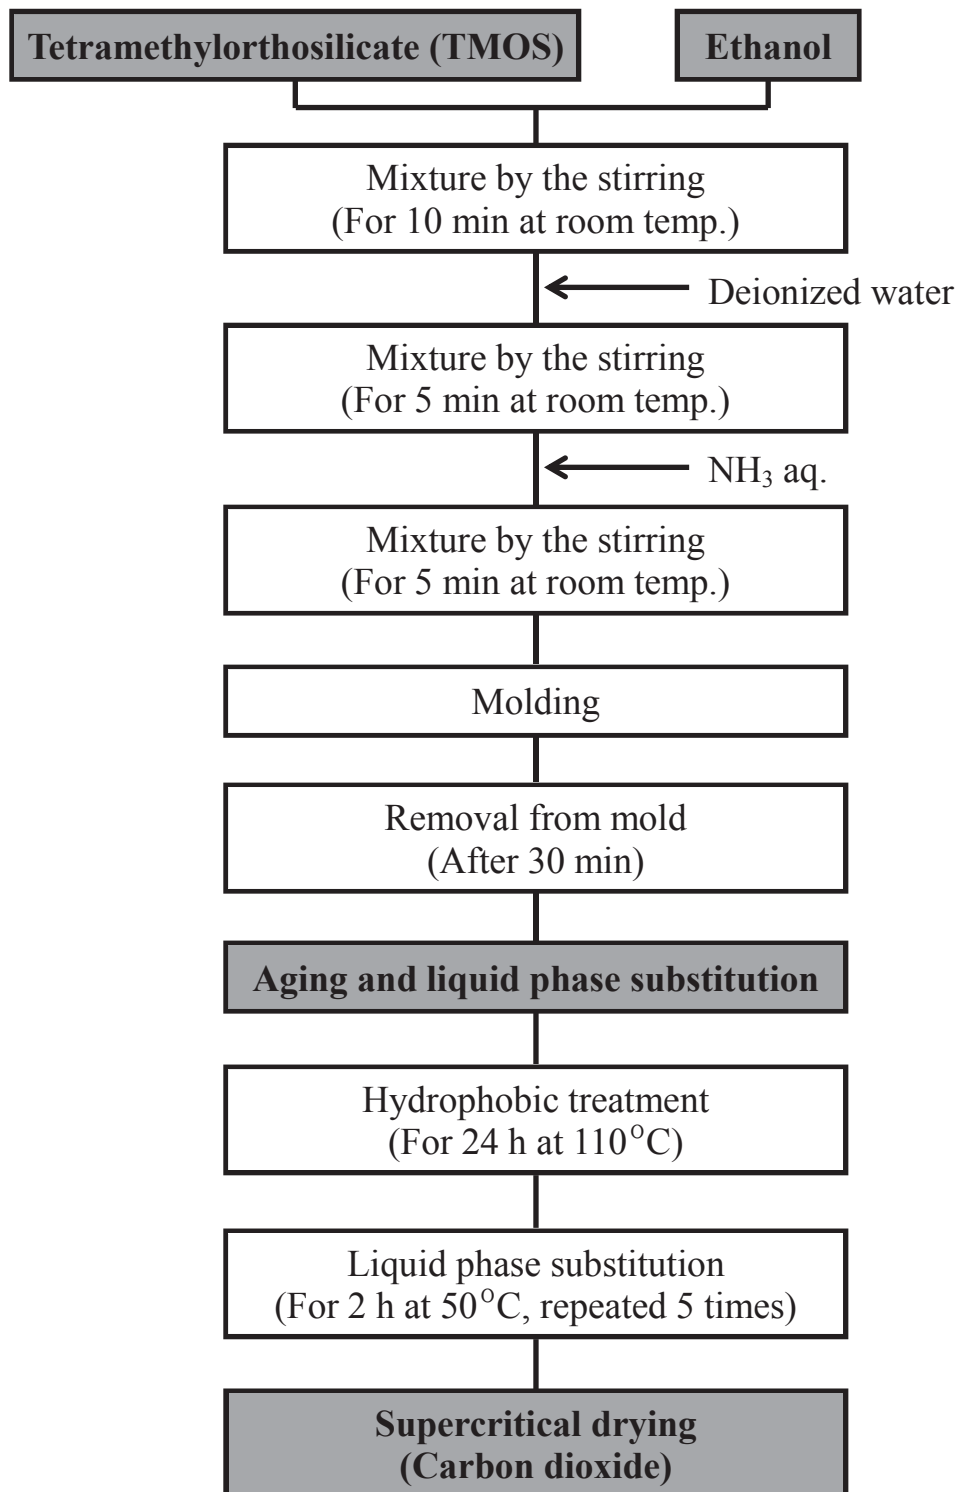 Tetramethylorthosilicate (TMOS)
Ethanol
Mixture by the stirring
(For 10 min at room temp.)
Deionized water
Mixture by the stirring
(For 5 min at room temp.)
NH₃ aq.
Mixture by the stirring
(For 5 min at room temp.)
Molding
Removal from mold
(After 30 min)
Aging and liquid phase substitution
Hydrophobic treatment
(For 24 h at 110°C)
Liquid phase substitution
(For 2 h at 50°C, repeated 5 times)
Supercritical drying
(Carbon dioxide)